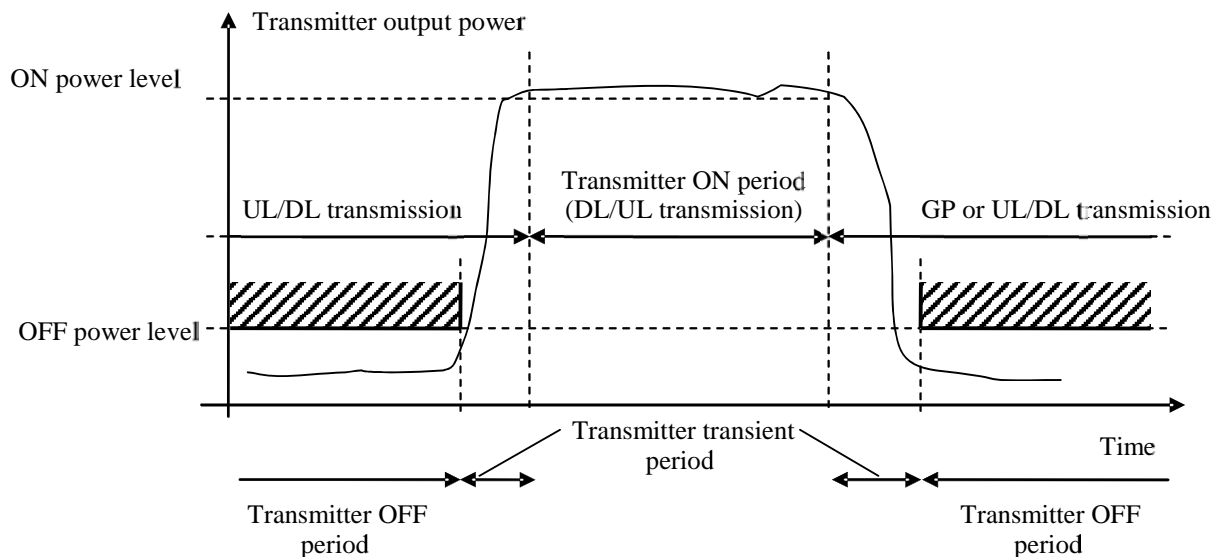 Transmitter output power
ON power level
UL/DL transmission
Transmitter ON period
(DL/UL transmission)
GP or UL/DL transmission
OFF power level
Time
Transmitter transient
period
Transmitter OFF
period
Transmitter OFF
period